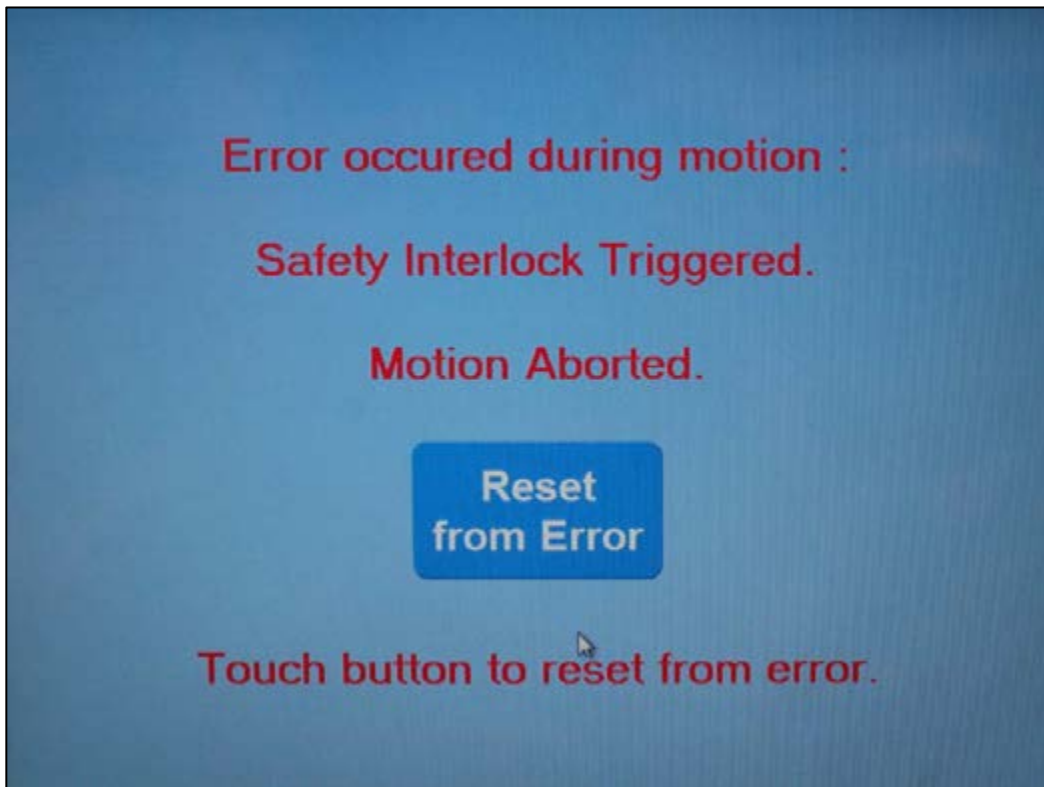 Error occured during motion :
Safety Interlock Triggered.
Motion Aborted.
Reset
from Error
Touch button to reset from error.